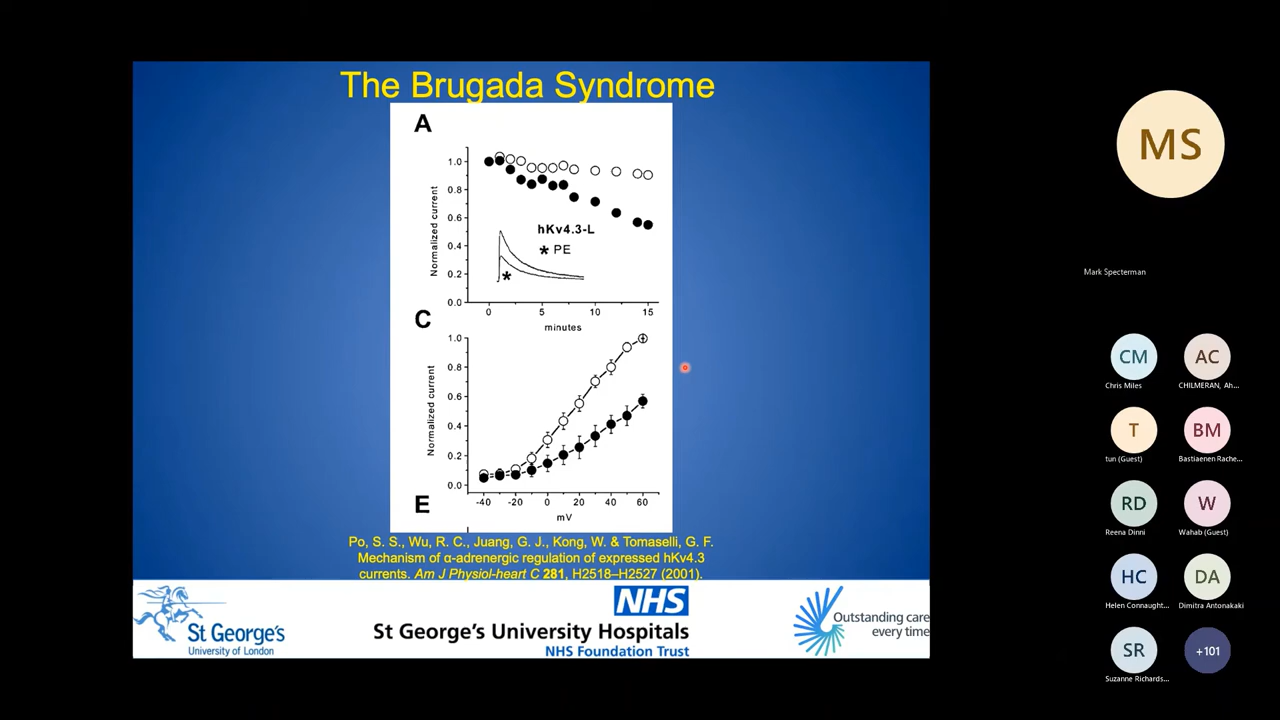 The Brugada Syndrome
A
1.0
0.8
0.6
0.4
0.2
0.0
Normalized current
hKv4.3-L
* PE
*
0 5 10 15
minutes
C
1.0
0.8
0.6
0.4
0.2
0.0
Normalized current
-40 -20 0 20 40 60
mV
E
Po, S. S., Wu, R. C., Juang, G. J., Kong, W. & Tomaselli, G. F.
Mechanism of α-adrenergic regulation of expressed hKv4.3
currents. Am J Physiol-heart C 281, H2518–H2527 (2001).
St George's
University of London
NHS
St George's University Hospitals
NHS Foundation Trust
Outstanding care
every time
MS
Mark Specterman
CM AC
Chris Miles CHILMERAN, Ah...
T BM
tun (Guest) Bastiaenen Rache...
RD W
Reena Dinni Wahab (Guest)
HC DA
Helen Connaught... Dimitra Antonakaki
SR +101
Suzanne Richards...